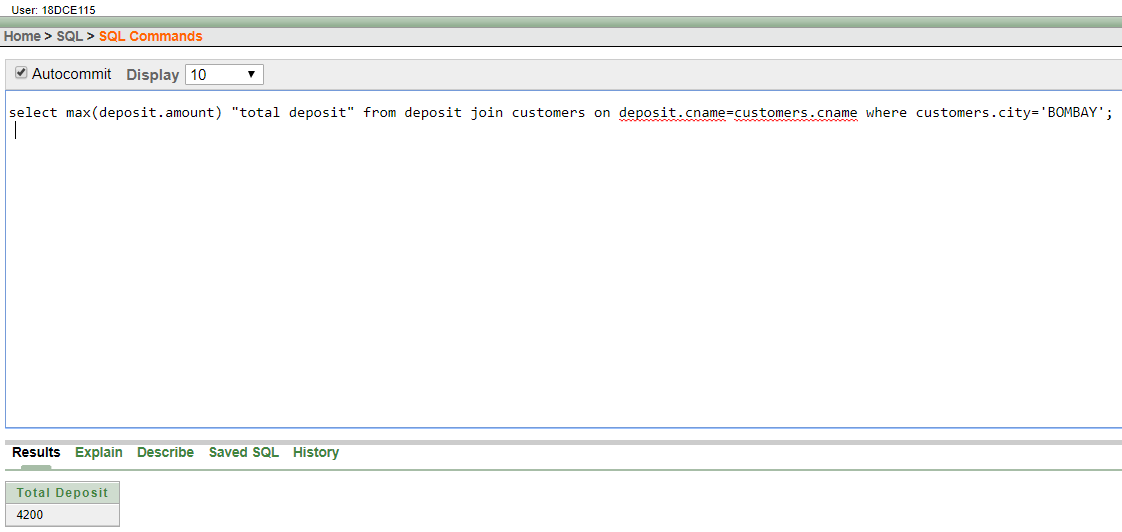 User: 18DCE115
Home > SQL > SQL Commands
Autocommit Display 10
select max(deposit.amount) "total deposit" from deposit join customers on deposit.cname=customers.cname where customers.city='BOMBAY';
Results Explain Describe Saved SQL History
Total Deposit
4200